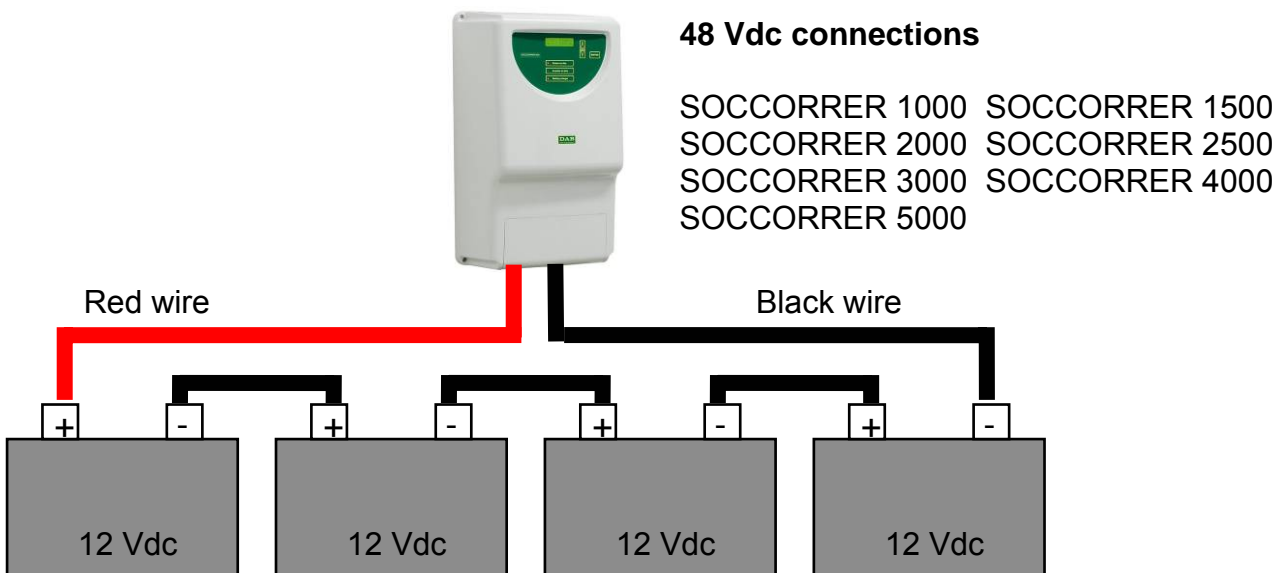 48 Vdc connections
SOCCORRER 1000 SOCCORRER 1500
SOCCORRER 2000 SOCCORRER 2500
SOCCORRER 3000 SOCCORRER 4000
SOCCORRER 5000
DAB
Red wire
Black wire
+ - + - + - + -
12 Vdc 12 Vdc 12 Vdc 12 Vdc